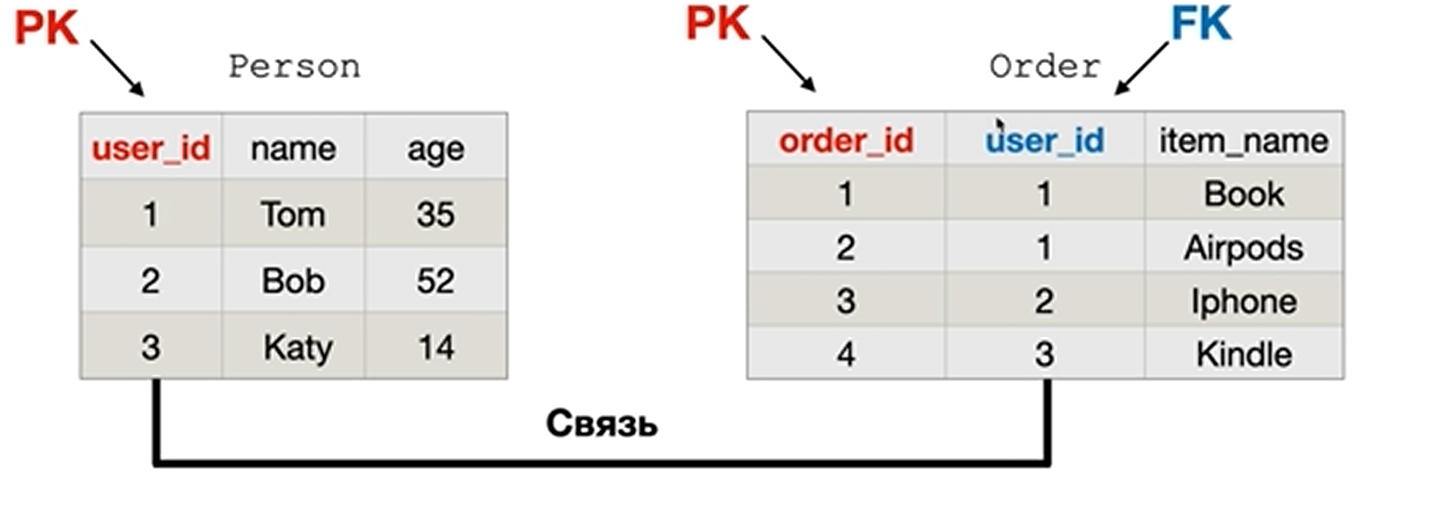 PK
Person
user_id name age
1 Tom 35
2 Bob 52
3 Katy 14
PK FK
Order
order_id user_id item_name
1 1 Book
2 1 Airpods
3 2 Iphone
4 3 Kindle
Связь